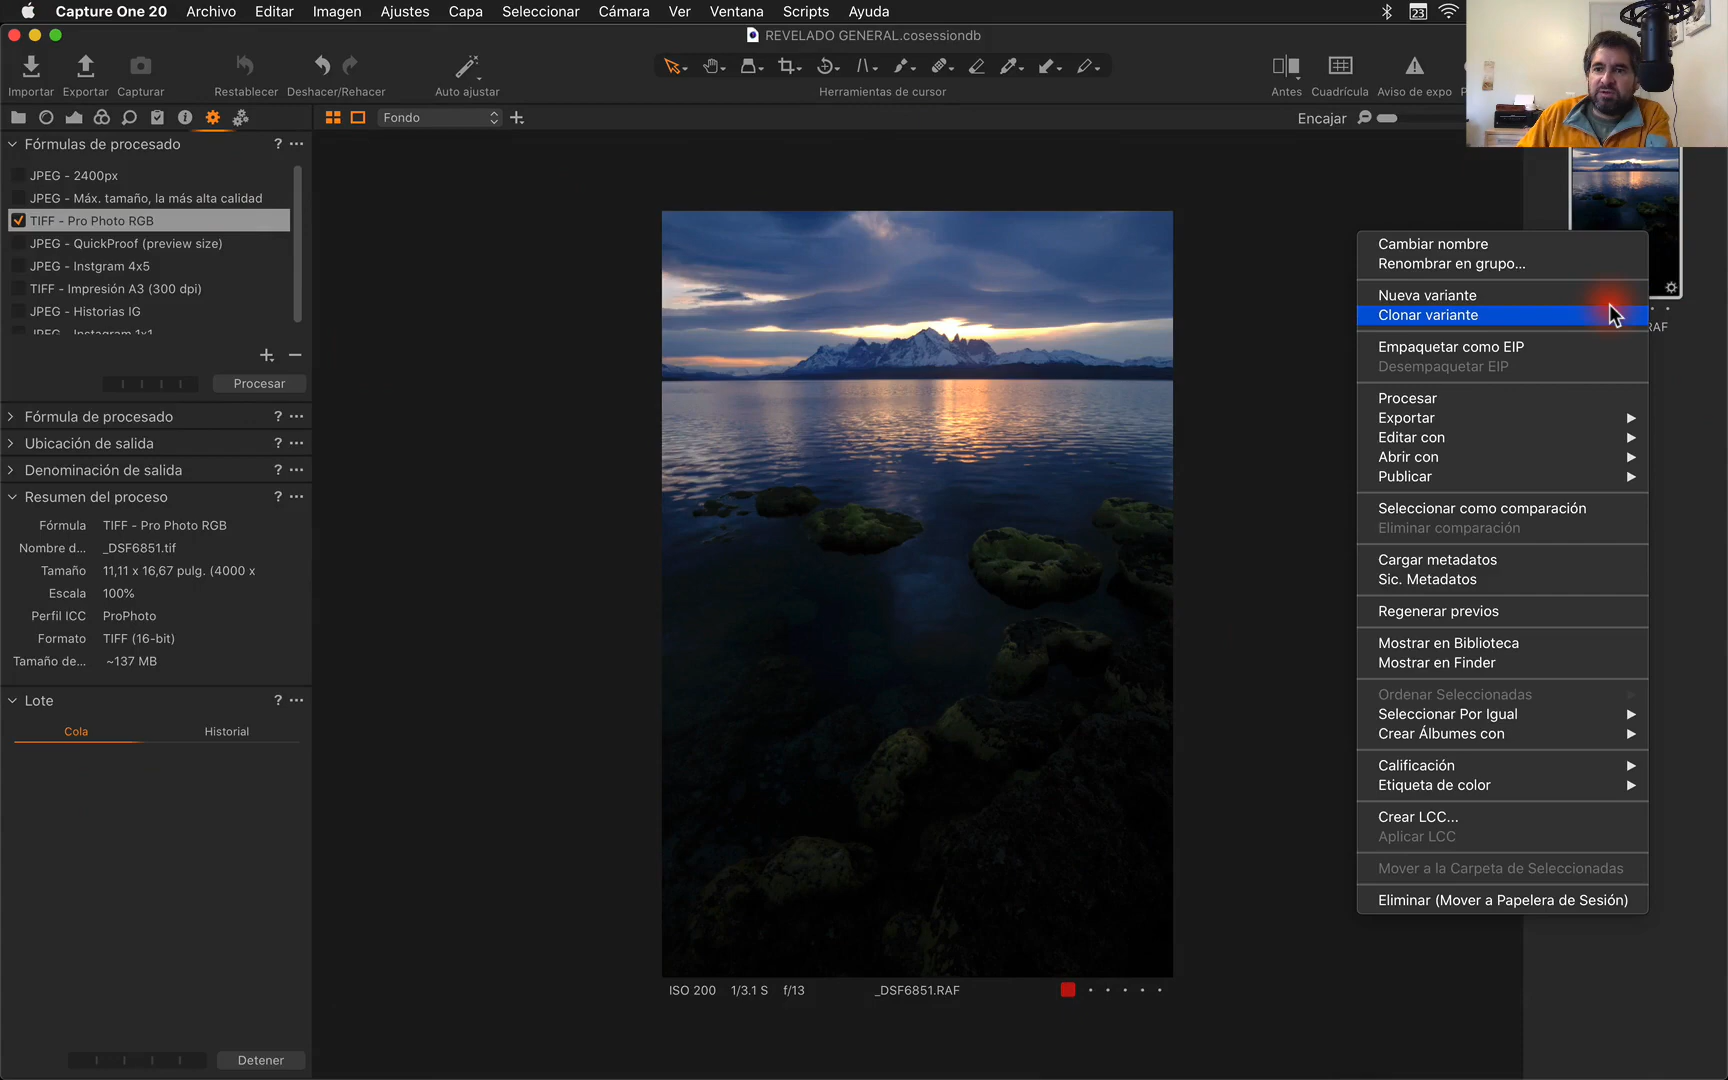 Capture One 20 Archivo Editar Imagen Ajustes Capa Seleccionar Cámara Ver Ventana Scripts Ayuda 23
REVELADO GENERAL.cosessiondb
Importar Exportar Capturar Restablecer Deshacer/Rehacer Auto ajustar Herramientas de cursor Antes Cuadrícula Aviso de expo
Fondo Encajar
Fórmulas de procesado ? ...
JPEG - 2400px
JPEG - Máx. tamaño, la más alta calidad
TIFF - Pro Photo RGB
JPEG - QuickProof (preview size)
JPEG - Instgram 4x5
TIFF - Impresión A3 (300 dpi)
JPEG - Historias IG
JPEG - Instagram 1x1
Procesar
Fórmula de procesado ? ...
Ubicación de salida ? ...
Denominación de salida ? ...
Resumen del proceso ? ...
Fórmula TIFF - Pro Photo RGB
Nombre d... _DSF6851.tif
Tamaño 11,11 x 16,67 pulg. (4000 x
Escala 100%
Perfil ICC ProPhoto
Formato TIFF (16-bit)
Tamaño de... ~137 MB
Lote ? ...
Cola Historial
Detener
ISO 200 1/3.1 S f/13 _DSF6851.RAF
RAF
Cambiar nombre
Renombrar en grupo...
Nueva variante
Clonar variante
Empaquetar como EIP
Desempaquetar EIP
Procesar
Exportar
Editar con
Abrir con
Publicar
Seleccionar como comparación
Eliminar comparación
Cargar metadatos
Sic. Metadatos
Regenerar previos
Mostrar en Biblioteca
Mostrar en Finder
Ordenar Seleccionadas
Seleccionar Por Igual
Crear Álbumes con
Calificación
Etiqueta de color
Crear LCC...
Aplicar LCC
Mover a la Carpeta de Seleccionadas
Eliminar (Mover a Papelera de Sesión)